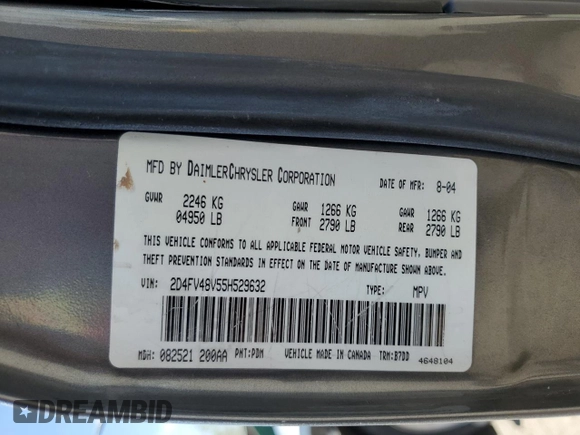 MFD BY DAIMLERCHRYSLER CORPORATION DATE OF MFR: 8-04
GVWR 2246 KG GAWR 1266 KG GAWR 1266 KG
04950 LB FRONT 2790 LB REAR 2790 LB
THIS VEHICLE CONFORMS TO ALL APPLICABLE FEDERAL MOTOR VEHICLE SAFETY, BUMPER AND
THEFT PREVENTION STANDARDS IN EFFECT ON THE DATE OF MANUFACTURE SHOWN ABOVE.
VIN: 2D4FV48V55H529632 TYPE: MPV
MDH: 082521 200AA PNT:PDM VEHICLE MADE IN CANADA TRM:B7DD 4648104
DREAMBID